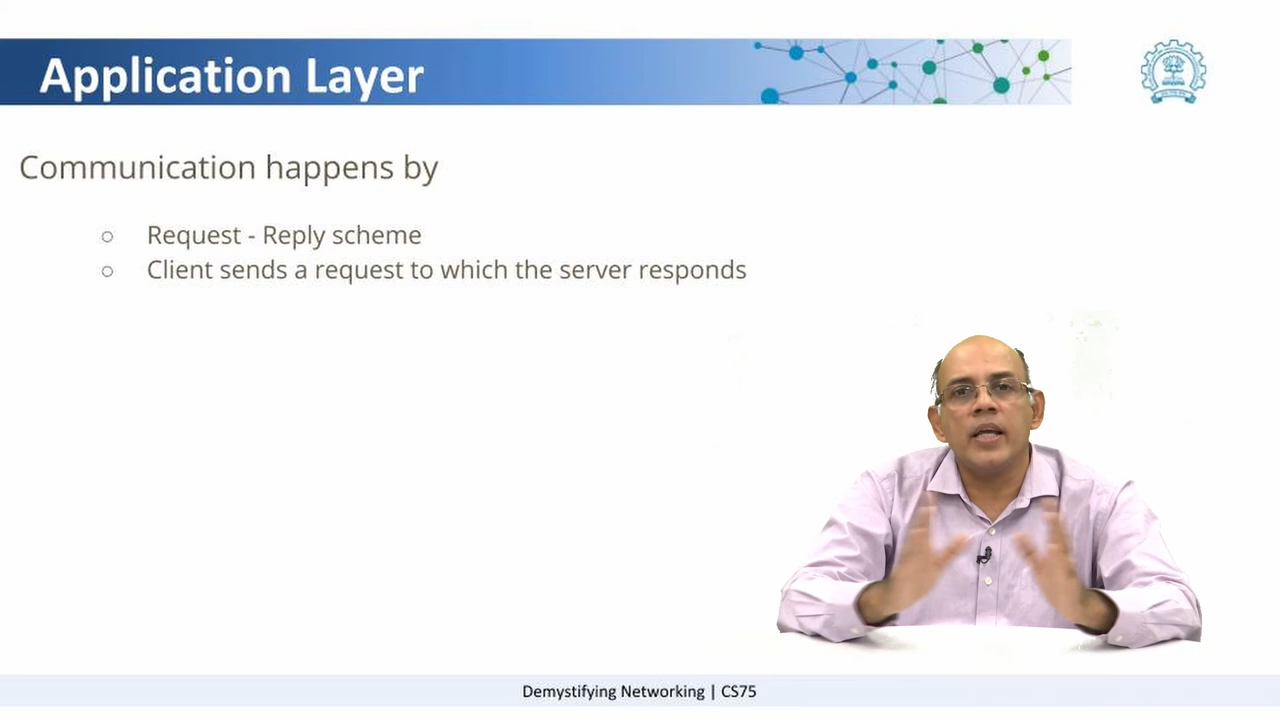 Application Layer
Communication happens by
○ Request - Reply scheme
○ Client sends a request to which the server responds
Demystifying Networking | CS75